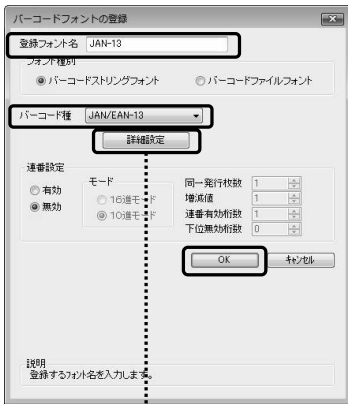 バーコードフォントの登録
登録フォント名 JAN-13
フォント種別
バーコードストリングフォント バーコードファイルフォント
バーコード種 JAN/EAN-13
詳細設定
連番設定
有効
無効
モード
16進モード
10進モード
同一発行枚数 1
増減値 1
連番有効桁数 1
下位無効桁数 0
OK キャンセル
説明
登録するフォント名を入力します。